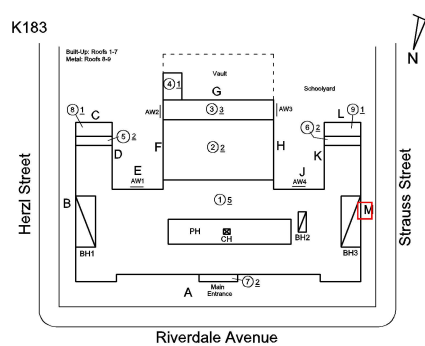 K183
N
Built-Up: Roofs 1-7
Metal: Roofs 8-9
Vault
Schoolyard
4 1
G
8 1
C
AW2
3 3
AW3
L
9 1
5 2
6 2
D
F
2 2
H
K
E
AW1
J
AW4
B
1 5
M
PH
CH
BH2
BH1
BH3
7 2
Main
Entrance
A
Herzl Street
Strauss Street
Riverdale Avenue